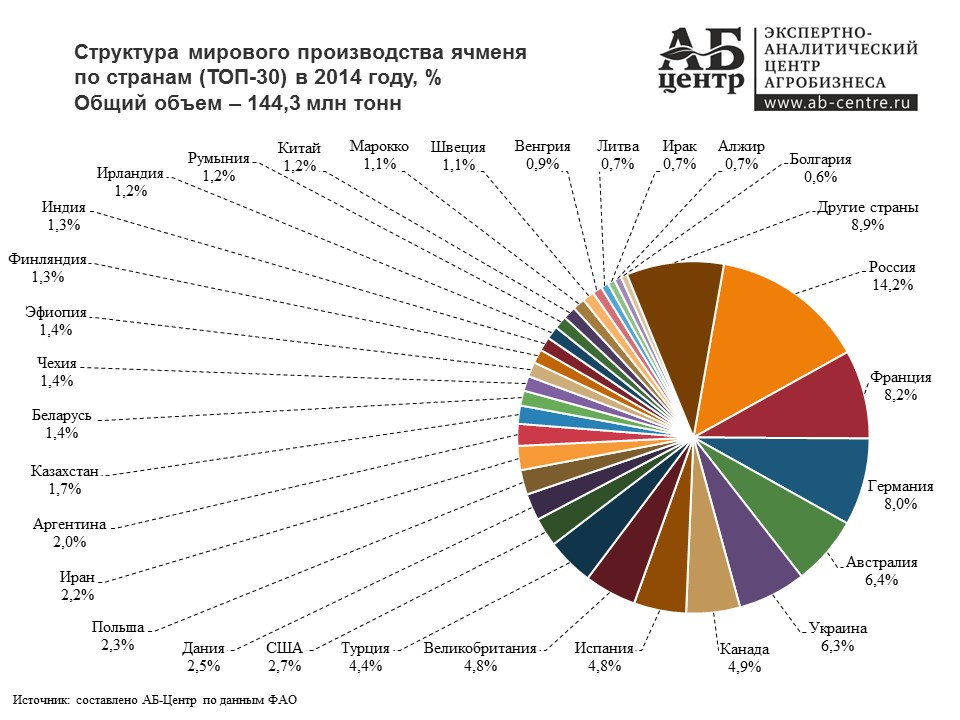 Структура мирового производства ячменя
по странам (ТОП-30) в 2014 году, %
Общий объем – 144,3 млн тонн
АБ
центр
ЭКСПЕРТНО-
АНАЛИТИЧЕСКИЙ
ЦЕНТР
АГРОБИЗНЕСА
www.ab-centre.ru
Другие страны
8,9%
Россия
14,2%
Франция
8,2%
Германия
8,0%
Австралия
6,4%
Украина
6,3%
Канада
4,9%
Испания
4,8%
Великобритания
4,8%
Турция
4,4%
США
2,7%
Дания
2,5%
Польша
2,3%
Иран
2,2%
Аргентина
2,0%
Казахстан
1,7%
Беларусь
1,4%
Чехия
1,4%
Эфиопия
1,4%
Финляндия
1,3%
Индия
1,3%
Ирландия
1,2%
Румыния
1,2%
Китай
1,2%
Марокко
1,1%
Швеция
1,1%
Венгрия
0,9%
Литва
0,7%
Ирак
0,7%
Алжир
0,7%
Болгария
0,6%
Источник: составлено АБ-Центр по данным ФАО